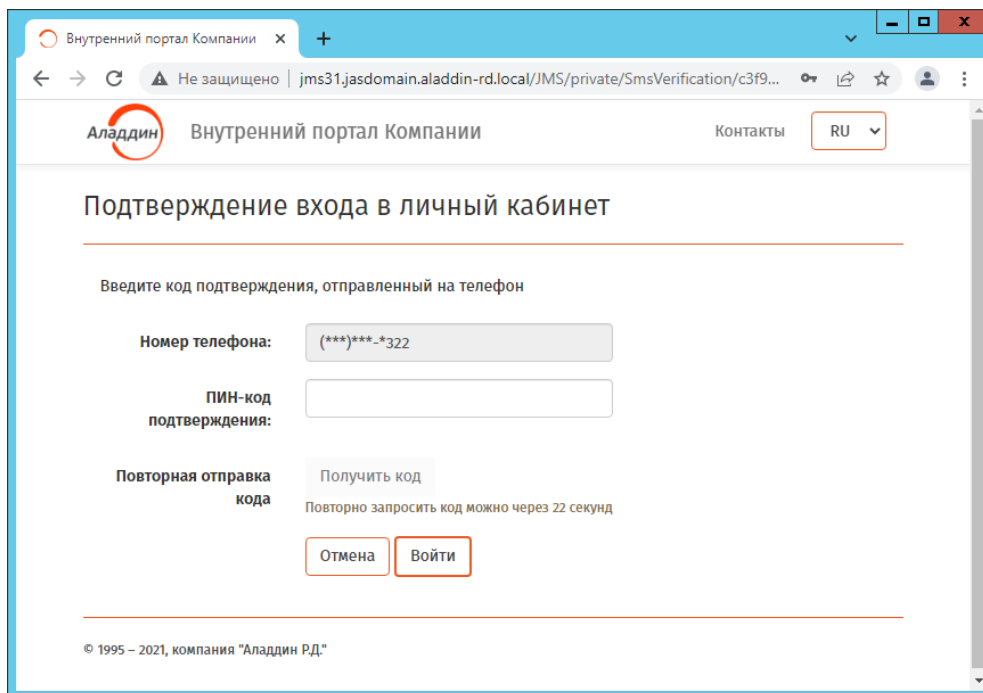 Внутренний портал Компании
Не защищено | jms31.jasdomain.aladdin-rd.local/JMS/private/SmsVerification/c3f9...
Аладдин Внутренний портал Компании Контакты RU
Подтверждение входа в личный кабинет
Введите код подтверждения, отправленный на телефон
Номер телефона: (***)***-*322
ПИН-код
подтверждения:
Повторная отправка
кода
Получить код
Повторно запросить код можно через 22 секунд
Отмена Войти
© 1995 – 2021, компания "Аладдин Р.Д."